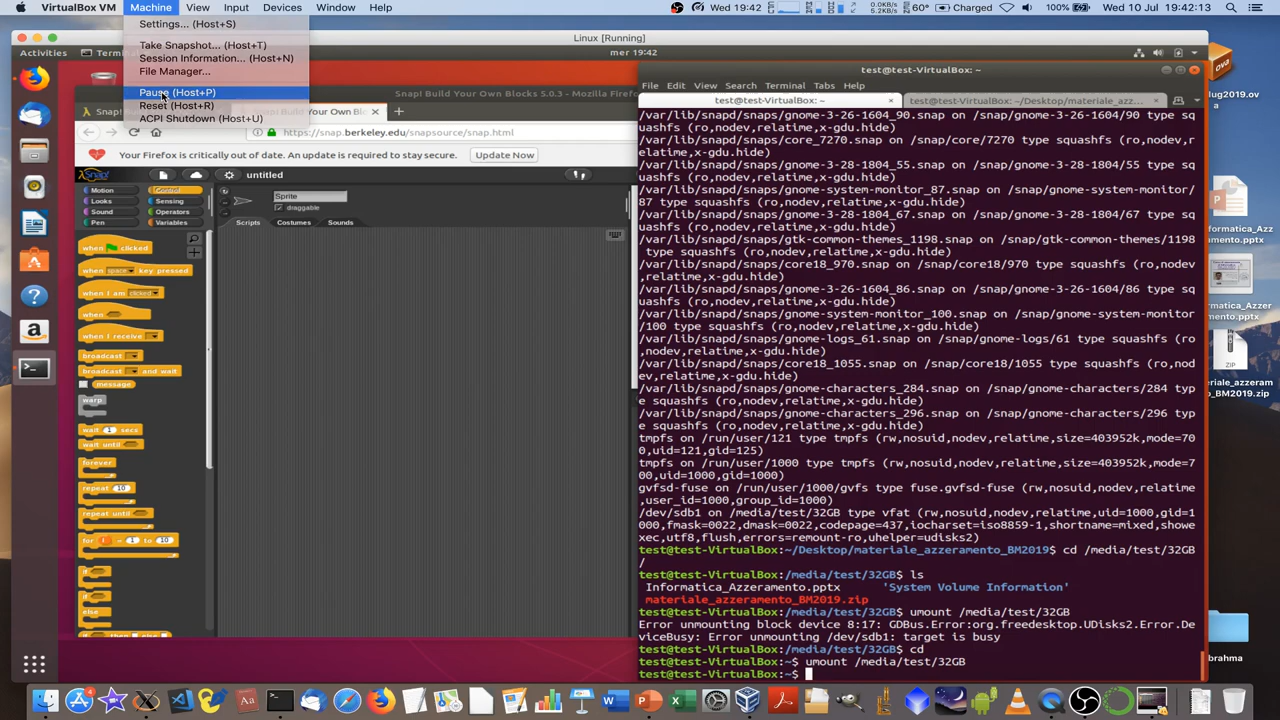 VirtualBox VM Machine View Input Devices Window Help
0.0KB/s
0.2KB/s
60° Charged 100% Wed 10 Jul 19:42:13
Wed 19:42
Settings... (Host+S)
Take Snapshot... (Host+T)
Session Information... (Host+N)
File Manager...
Pause (Host+P)
Reset (Host+R)
ACPI Shutdown (Host+U)
Linux [Running]
Activities
mer 19:42
Snap! Build Your Own Blocks 5.0.3 - Mozilla Firefox
https://snap.berkeley.edu/snapsource/snap.html
Your Firefox is critically out of date. An update is required to stay secure.
Update Now
Snap!
untitled
Motion
Control
Looks
Sensing
Sound
Operators
Pen
Variables
Sprite
draggable
Scripts
Costumes
Sounds
when clicked
when space key pressed
when I am clicked
when
when I receive
broadcast
broadcast and wait
message
warp
wait 1 secs
wait until
forever
repeat 10
repeat until
for i = 1 to 10
if
if
else
if then else
test@test-VirtualBox: ~
File Edit View Search Terminal Tabs Help
test@test-VirtualBox: ~
test@test-VirtualBox: ~/Desktop/materiale_azz...
/var/lib/snapd/snaps/gnome-3-26-1604_90.snap on /snap/gnome-3-26-1604/90 type sq
uashfs (ro,nodev,relatime,x-gdu.hide)
/var/lib/snapd/snaps/core_7270.snap on /snap/core/7270 type squashfs (ro,nodev,r
elatime,x-gdu.hide)
/var/lib/snapd/snaps/gnome-3-28-1804_55.snap on /snap/gnome-3-28-1804/55 type sq
uashfs (ro,nodev,relatime,x-gdu.hide)
/var/lib/snapd/snaps/gnome-system-monitor_87.snap on /snap/gnome-system-monitor/
87 type squashfs (ro,nodev,relatime,x-gdu.hide)
/var/lib/snapd/snaps/gnome-3-28-1804_67.snap on /snap/gnome-3-28-1804/67 type sq
uashfs (ro,nodev,relatime,x-gdu.hide)
/var/lib/snapd/snaps/gtk-common-themes_1198.snap on /snap/gtk-common-themes/1198
type squashfs (ro,nodev,relatime,x-gdu.hide)
/var/lib/snapd/snaps/core18_970.snap on /snap/core18/970 type squashfs (ro,nodev
,relatime,x-gdu.hide)
/var/lib/snapd/snaps/gnome-3-26-1604_86.snap on /snap/gnome-3-26-1604/86 type sq
uashfs (ro,nodev,relatime,x-gdu.hide)
/var/lib/snapd/snaps/gnome-system-monitor_100.snap on /snap/gnome-system-monitor
/100 type squashfs (ro,nodev,relatime,x-gdu.hide)
/var/lib/snapd/snaps/gnome-logs_61.snap on /snap/gnome-logs/61 type squashfs (ro
,nodev,relatime,x-gdu.hide)
/var/lib/snapd/snaps/core18_1055.snap on /snap/core18/1055 type squashfs (ro,nod
ev,relatime,x-gdu.hide)
/var/lib/snapd/snaps/gnome-characters_284.snap on /snap/gnome-characters/284 typ
e squashfs (ro,nodev,relatime,x-gdu.hide)
/var/lib/snapd/snaps/gnome-characters_296.snap on /snap/gnome-characters/296 typ
e squashfs (ro,nodev,relatime,x-gdu.hide)
tmpfs on /run/user/121 type tmpfs (rw,nosuid,nodev,relatime,size=403952k,mode=70
0,uid=121,gid=125)
tmpfs on /run/user/1000 type tmpfs (rw,nosuid,nodev,relatime,size=403952k,mode=7
00,uid=1000,gid=1000)
gvfsd-fuse on /run/user/1000/gvfs type fuse.gvfsd-fuse (rw,nosuid,nodev,relatime
,user_id=1000,group_id=1000)
/dev/sdb1 on /media/test/32GB type vfat (rw,nosuid,nodev,relatime,uid=1000,gid=1
000,fmask=0022,dmask=0022,codepage=437,iocharset=iso8859-1,shortname=mixed,showe
xec,utf8,flush,errors=remount-ro,uhelper=udisks2)
test@test-VirtualBox:~/Desktop/materiale_azzeramento_BM2019$ cd /media/test/32GB
/
test@test-VirtualBox:/media/test/32GB$ ls
Informatica_Azzeramento.pptx 'System Volume Information'
materiale_azzeramento_BM2019.zip
test@test-VirtualBox:/media/test/32GB$ umount /media/test/32GB
Error unmounting block device 8:17: GDBus.Error:org.freedesktop.UDisks2.Error.De
viceBusy: Error unmounting /dev/sdb1: target is busy
test@test-VirtualBox:/media/test/32GB$ cd
test@test-VirtualBox:~$ umount /media/test/32GB
test@test-VirtualBox:~$
ZIP